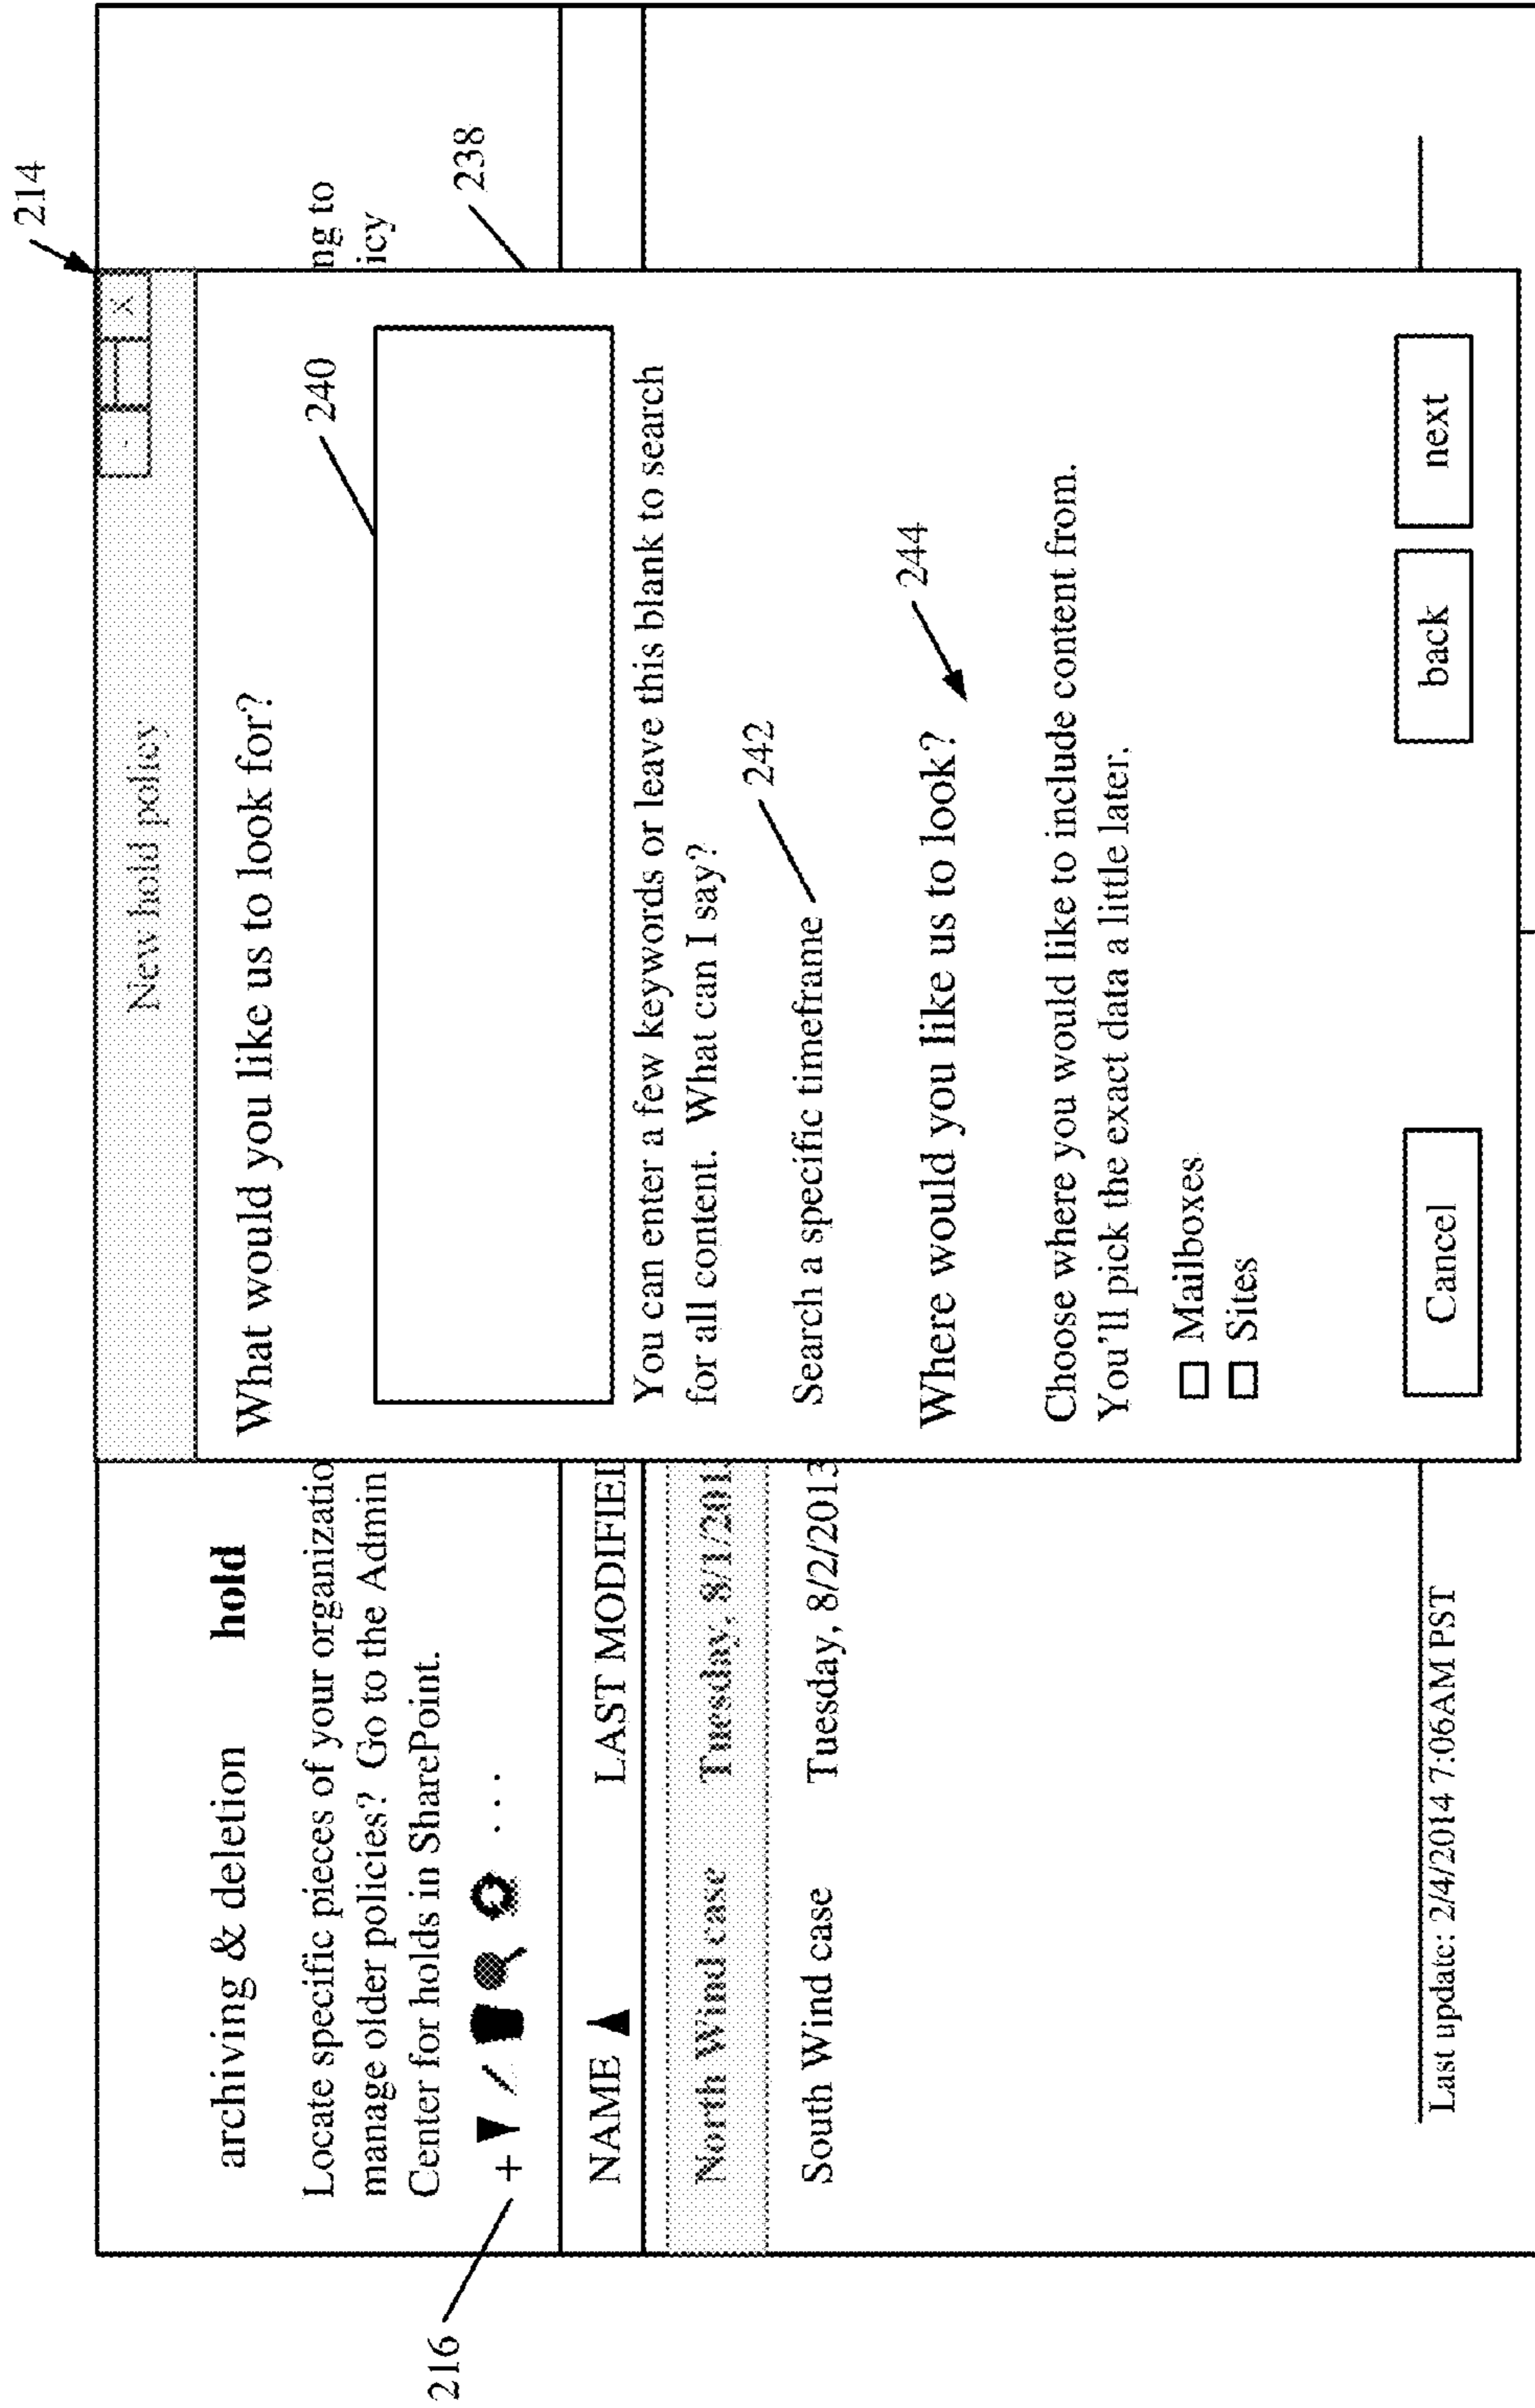 214
archiving & deletion hold
Locate specific pieces of your organizatio
manage older policies? Go to the Admin
Center for holds in SharePoint.
ng to
icy
216
+ ...
NAME LAST MODIFIED
North Wind case Tuesday, 8/1/201
South Wind case Tuesday, 8/2/2013
Last update: 2/4/2014 7:06AM PST
New hold policy
- X
238
What would you like us to look for?
240
You can enter a few keywords or leave this blank to search
for all content. What can I say?
Search a specific timeframe
242
Where would you like us to look?
244
Choose where you would like to include content from.
You'll pick the exact data a little later.
Mailboxes
Sites
Cancel back next